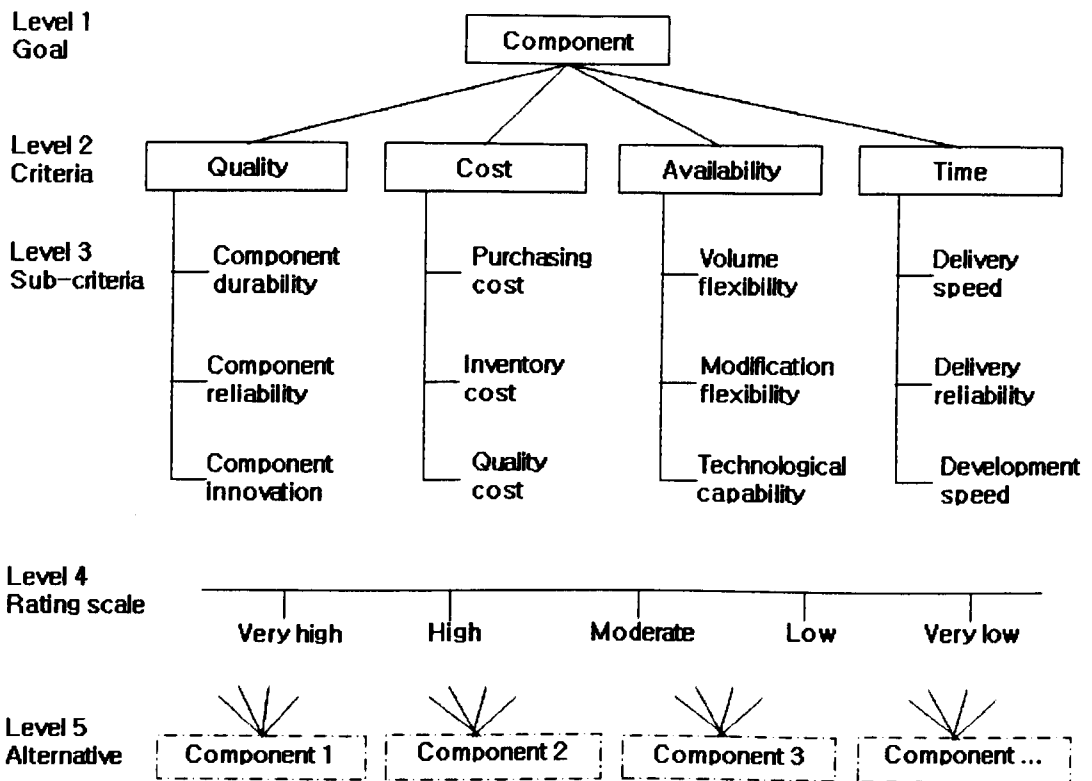 Level 1
Goal
Component
Level 2
Criteria
Quality
Cost
Availability
Time
Level 3
Sub-criteria
Component
durability
Purchasing
cost
Volume
flexibility
Delivery
speed
Component
reliability
Inventory
cost
Modification
flexibility
Delivery
reliability
Component
innovation
Quality
cost
Technological
capability
Development
speed
Level 4
Rating scale
Very high
High
Moderate
Low
Very low
Level 5
Alternative
Component 1
Component 2
Component 3
Component ...